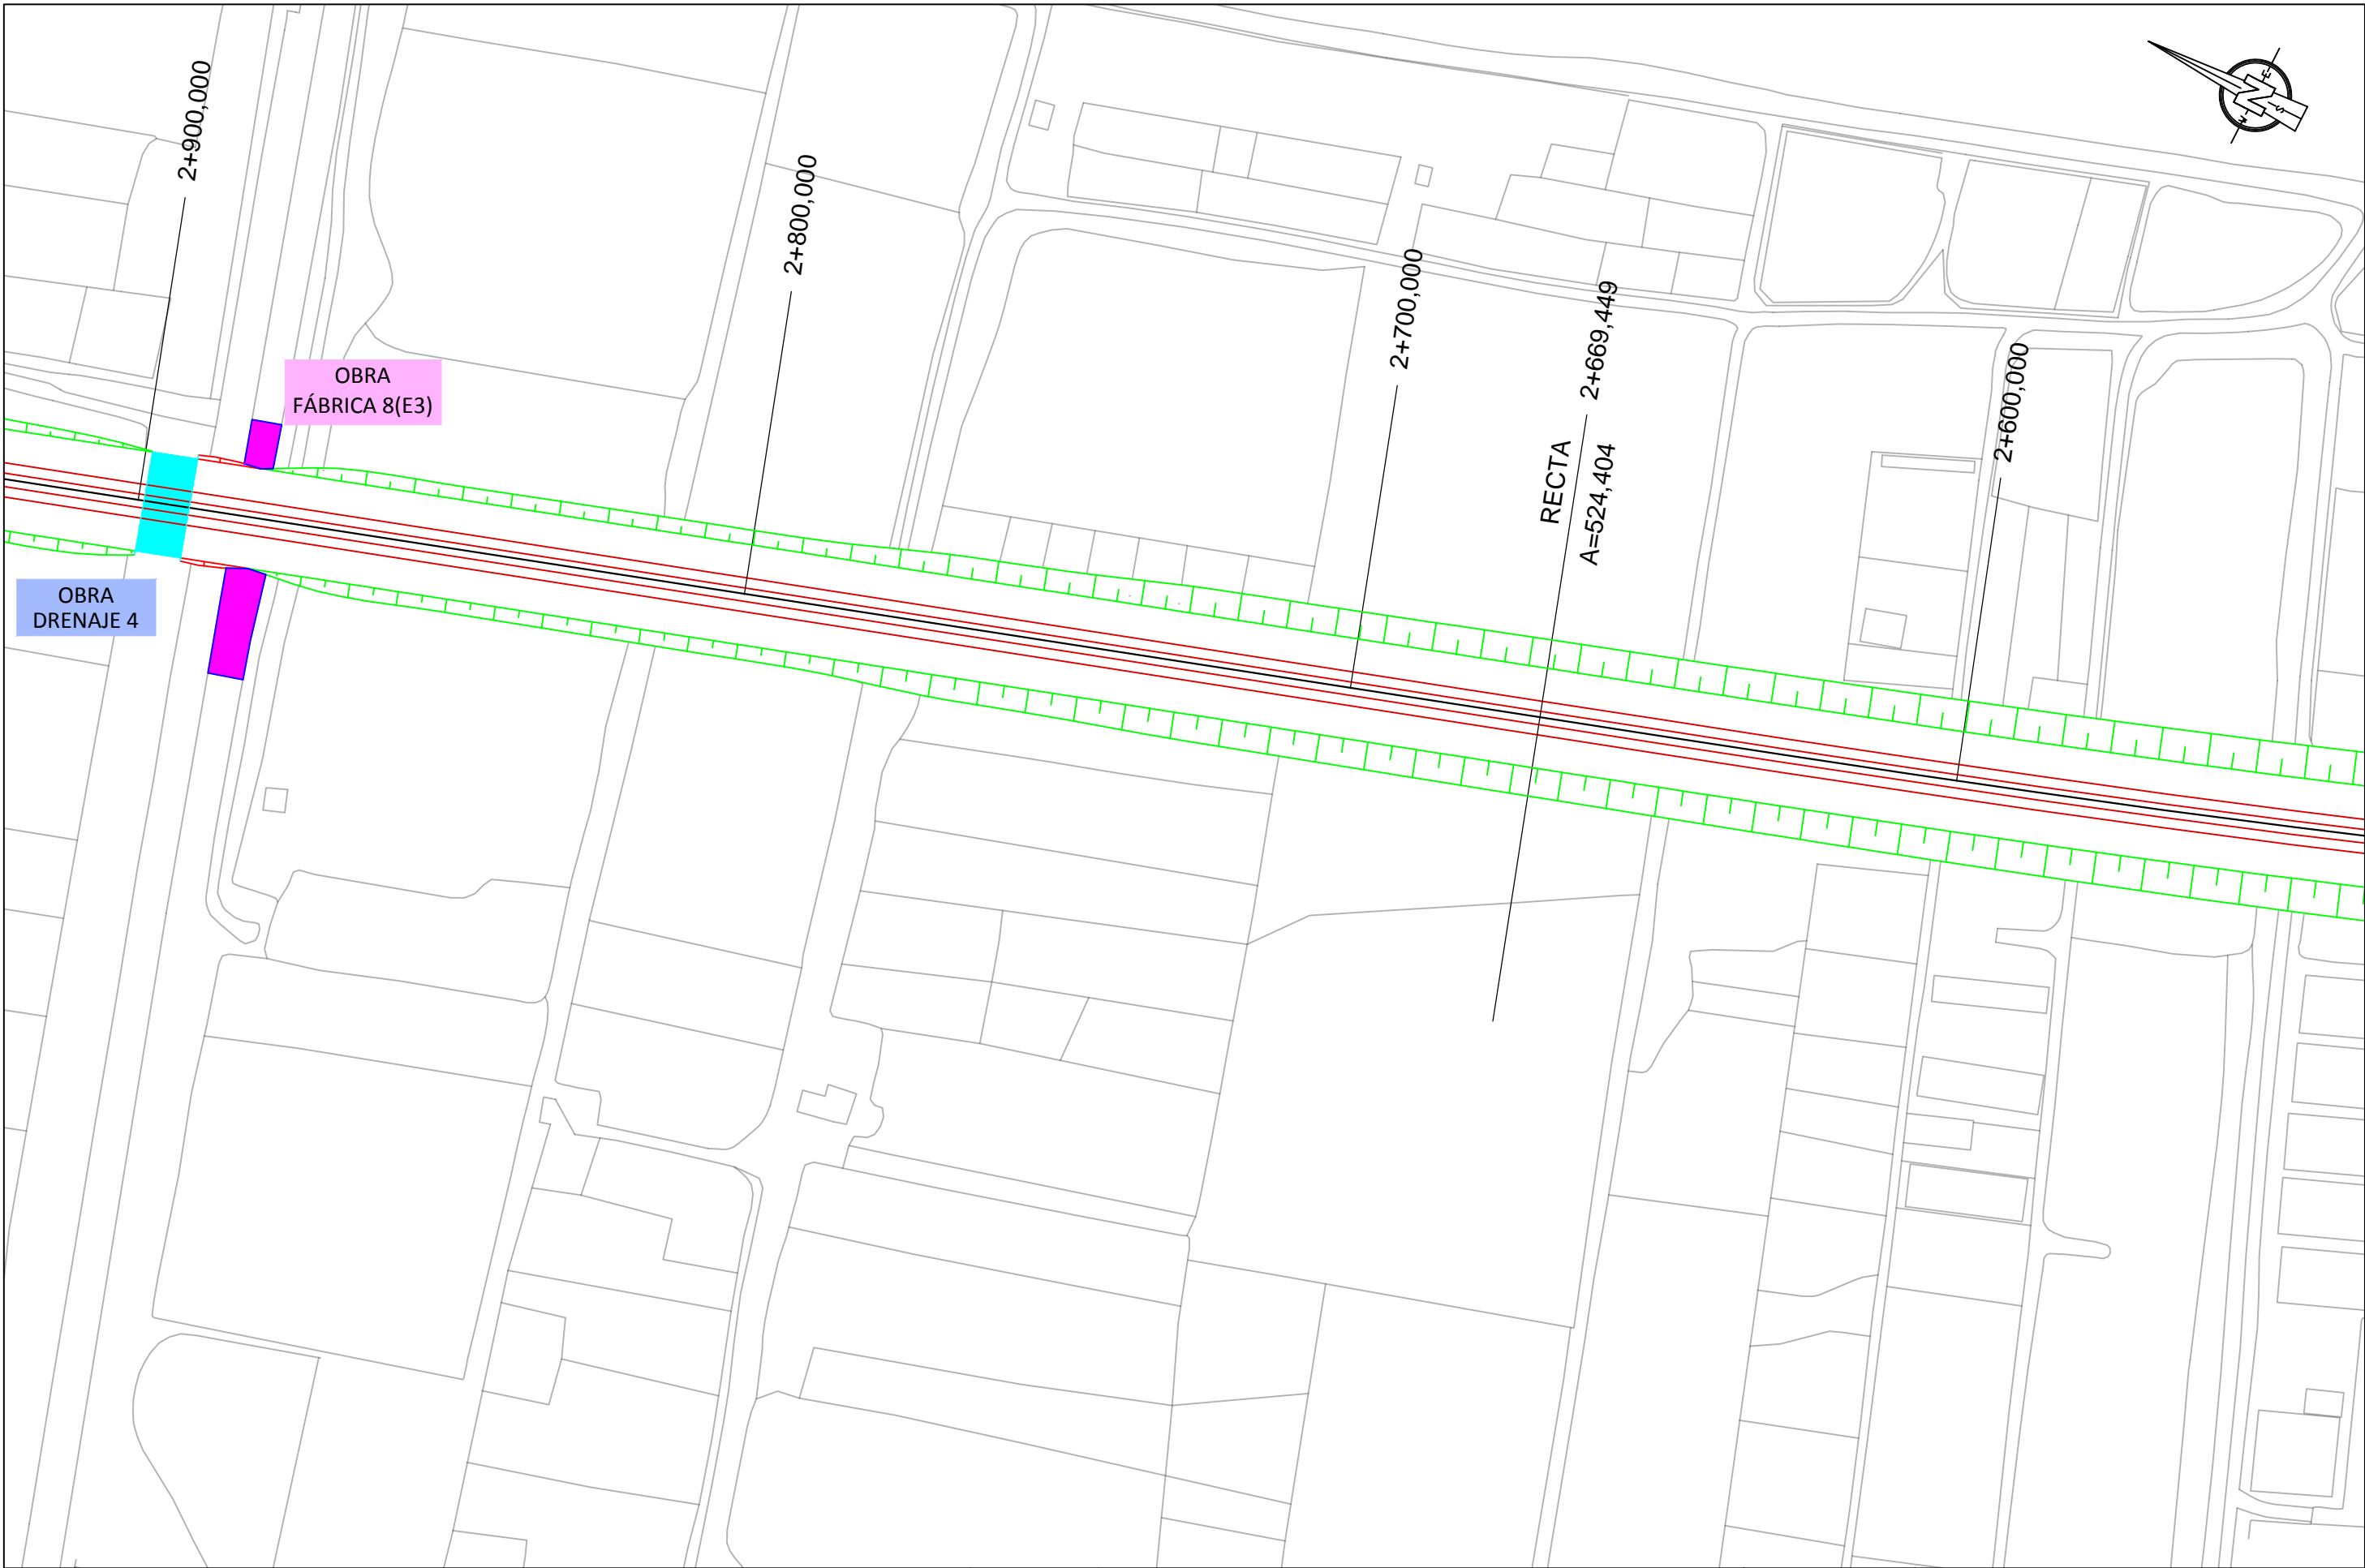 2+900,000
2+800,000
2+700,000
2+669,449
RECTA
A=524,404
2+600,000
OBRA
FÁBRICA 8(E3)
OBRA
DRENAJE 4
N
E
S